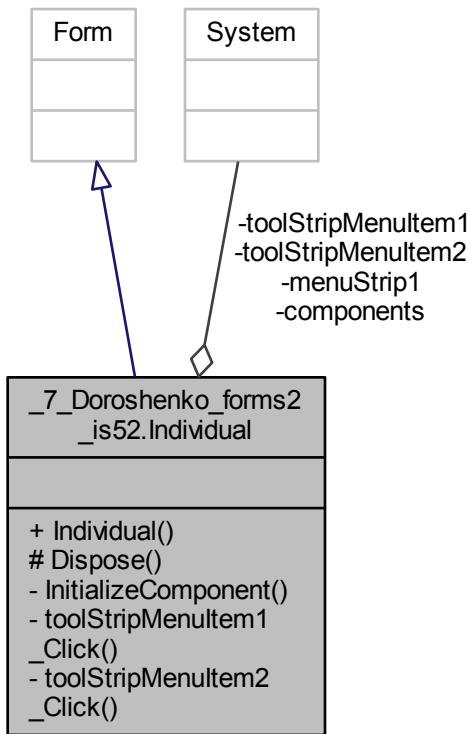 Form
System
-toolStripMenuItem1
-toolStripMenuItem2
-menuStrip1
-components
_7_Doroshenko_forms2
_is52.Individual
+ Individual()
# Dispose()
- InitializeComponent()
- toolStripMenuItem1
_Click()
- toolStripMenuItem2
_Click()